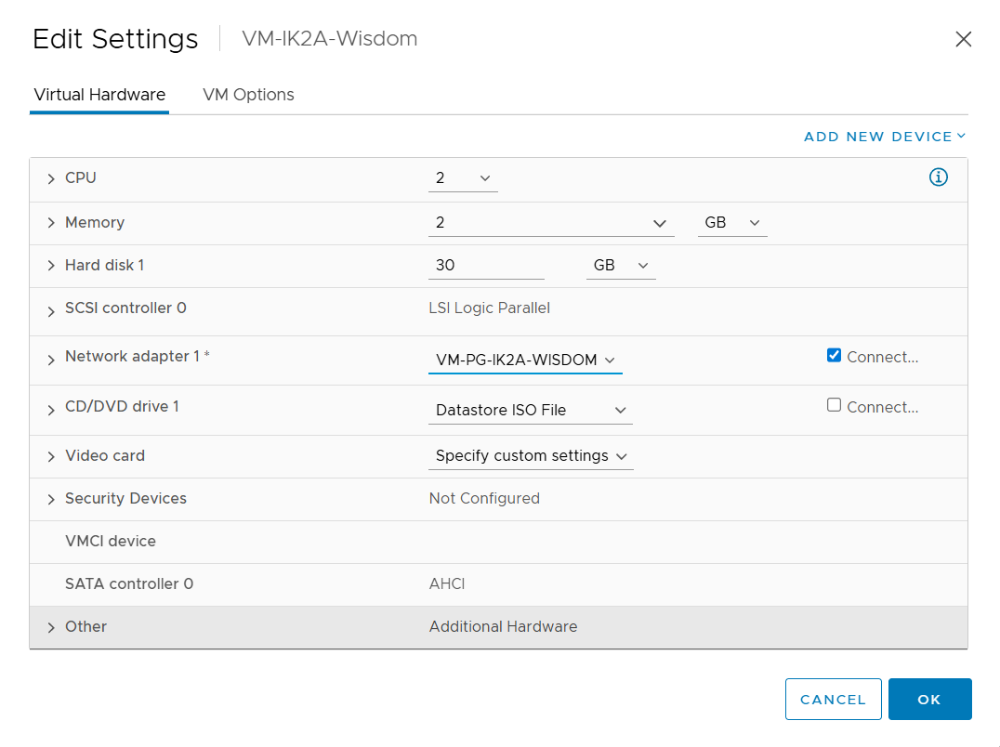 Edit Settings VM-IK2A-Wisdom
Virtual Hardware VM Options
ADD NEW DEVICE
CPU 2
Memory 2 GB
Hard disk 1 30 GB
SCSI controller 0 LSI Logic Parallel
Network adapter 1 * VM-PG-IK2A-WISDOM Connect...
CD/DVD drive 1 Datastore ISO File Connect...
Video card Specify custom settings
Security Devices Not Configured
VMCI device
SATA controller 0 AHCI
Other Additional Hardware
CANCEL OK